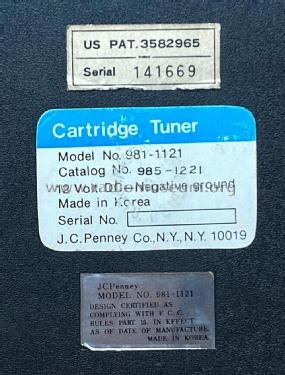 US PAT.3582965
Serial 141669
Cartridge Tuner
Model No. 981-1121
Catalog No. 985-1221
12 Volt DC—Negative ground
Made in Korea
Serial No.
J.C.Penney Co.,N.Y., N.Y. 10019
JCPenney
MODEL NO. 981-1121
DESIGN CERTIFIED AS
COMPLYING WITH F.C.C.
RULES PART 15. IN EFFECT
AS OF DATE OF MANUFACTURE.
MADE IN KOREA.